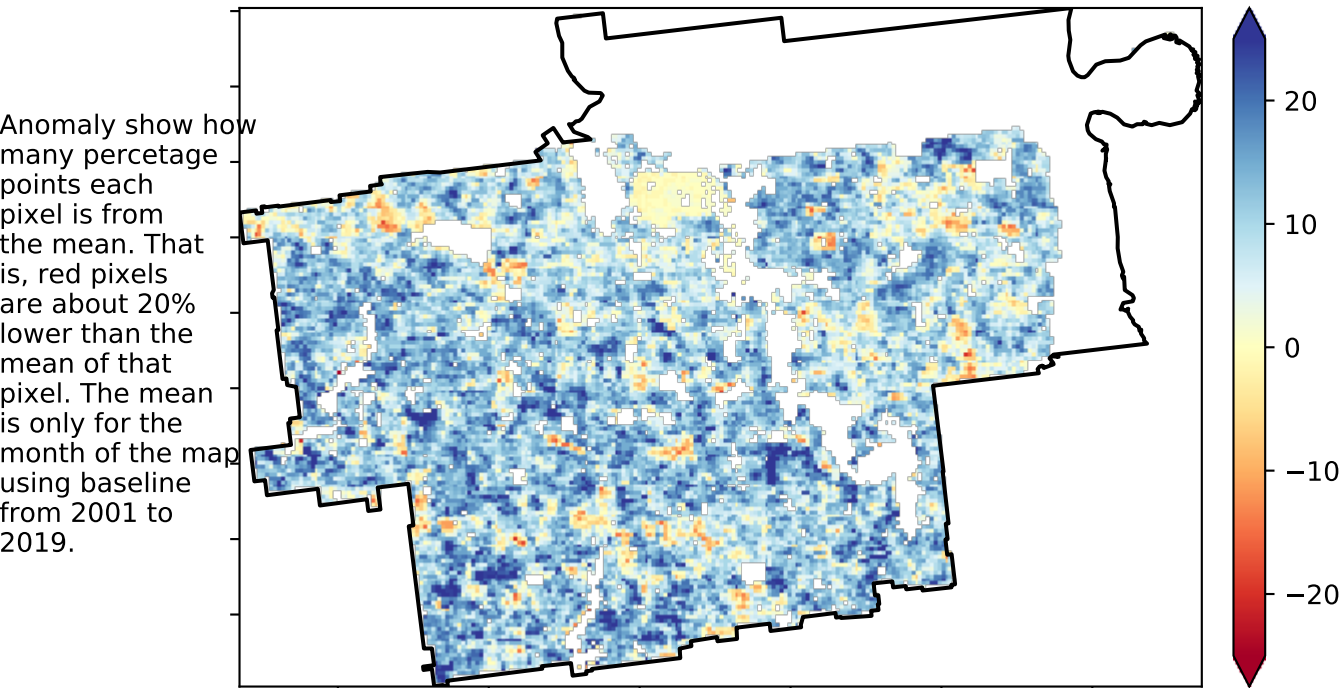 Anomaly show how
many percetage
points each
pixel is from
the mean. That
is, red pixels
are about 20%
lower than the
mean of that
pixel. The mean
is only for the
month of the map
using baseline
from 2001 to
2019.
20
10
0
−10
−20